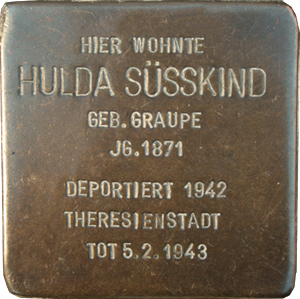 HIER WOHNTE
HULDA SÜSSKIND
GEB. GRAUPE
JG. 1871
DEPORTIERT 1942
THERESIENSTADT
TOT 5.2.1943